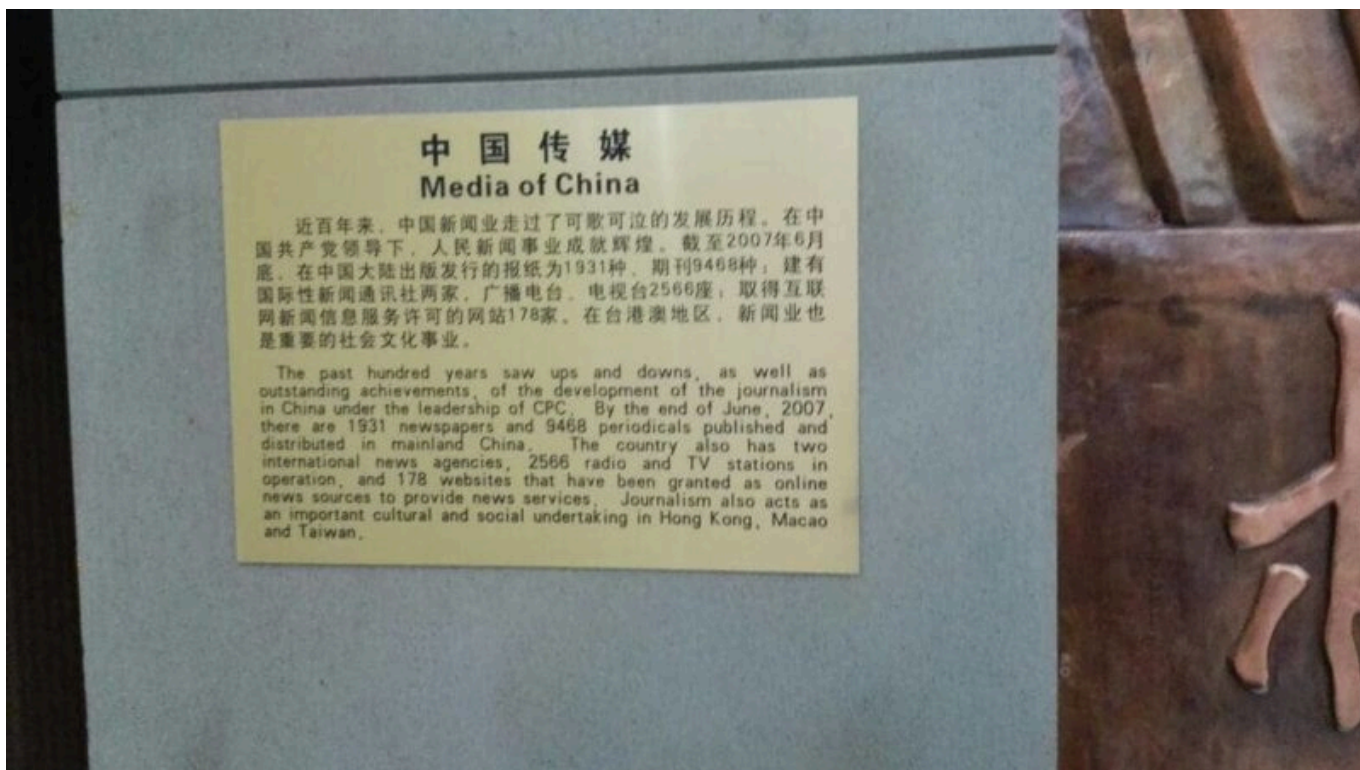 中国传媒
Media of China
近百年来，中国新闻业走过了可歌可泣的发展历程。在中
国共产党领导下，人民新闻事业成就辉煌。截至2007年6月
底，在中国大陆出版发行的报纸为1931种，期刊9468种；建有
国际性新闻通讯社两家，广播电台、电视台2566座；取得互联
网新闻信息服务许可的网站178家。在台港澳地区，新闻业也
是重要的社会文化事业。
The past hundred years saw ups and downs, as well as
outstanding achievements, of the development of the journalism
in China under the leadership of CPC. By the end of June, 2007,
there are 1931 newspapers and 9468 periodicals published and
distributed in mainland China. The country also has two
international news agencies, 2566 radio and TV stations in
operation, and 178 websites that have been granted as online
news sources to provide news services. Journalism also acts as
an important cultural and social undertaking in Hong Kong, Macao
and Taiwan.